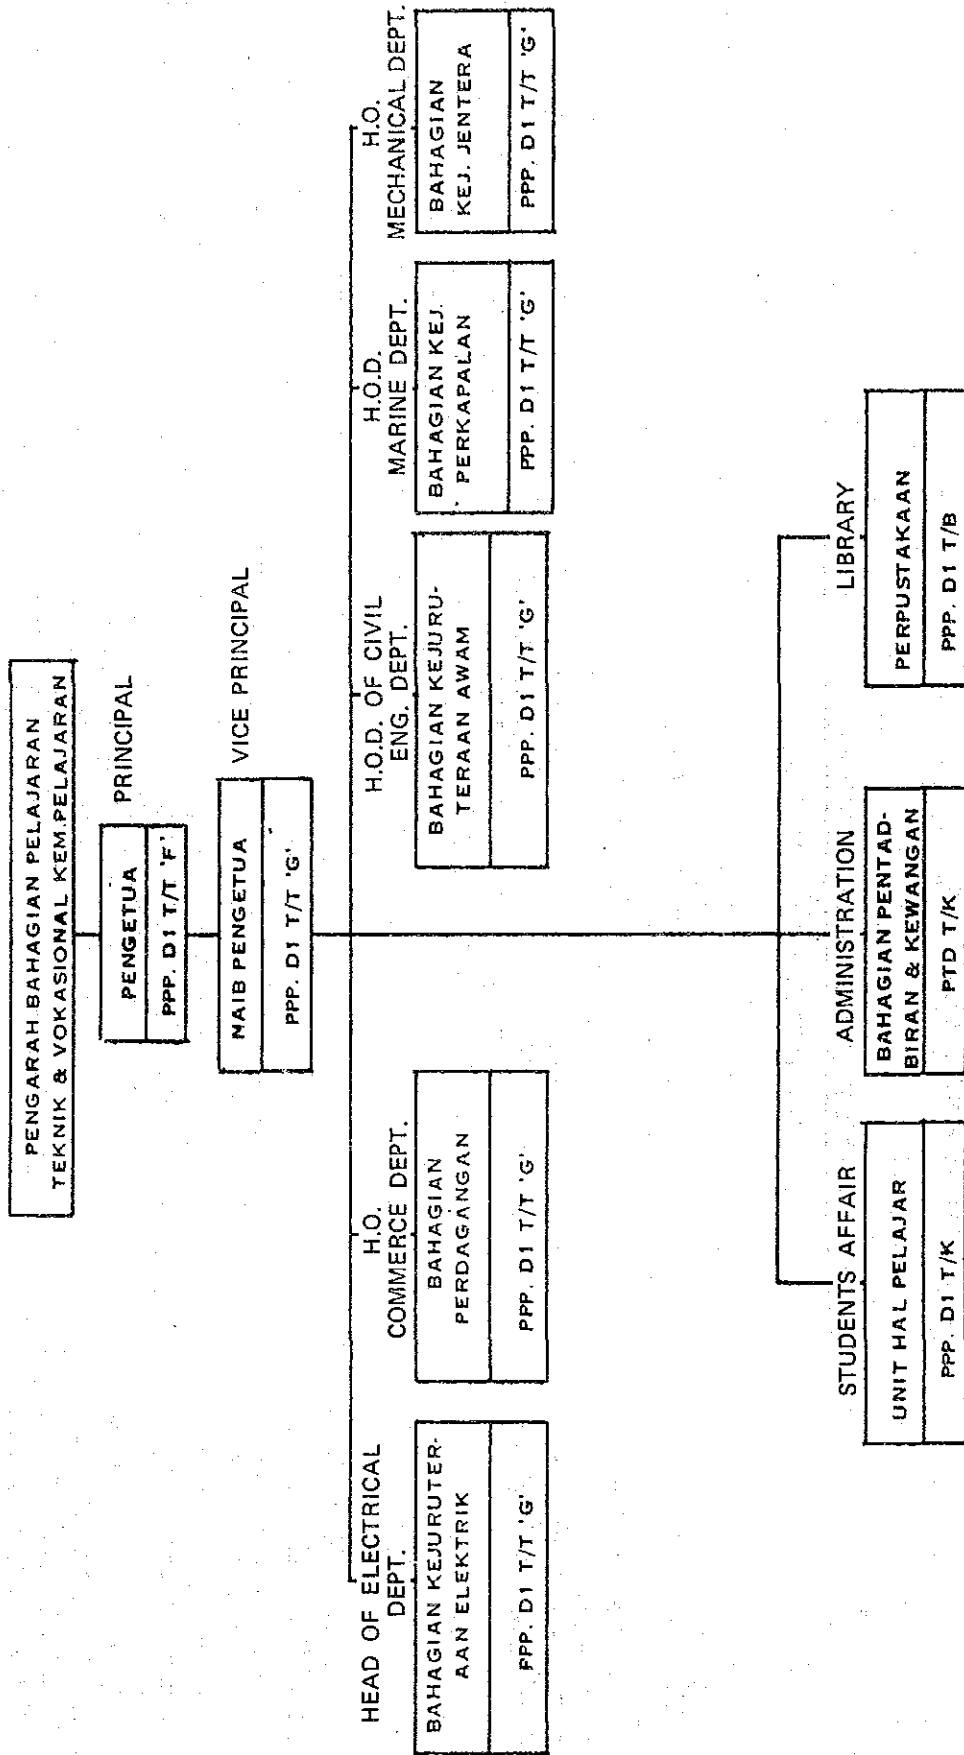 PENGARAH BAHAGIAN PELAJARAN
TEKNIK & VOKASIONAL KEM.PELAJARAN
PRINCIPAL
PENGETUA
PPP. D1 T/T 'F'
VICE PRINCIPAL
NAIB PENGETUA
PPP. D1 T/T 'G'
HEAD OF ELECTRICAL
DEPT.
BAHAGIAN KEJURUTER-
AAN ELEKTRIK
PPP. D1 T/T 'G'
H.O.
COMMERCE DEPT.
BAHAGIAN
PERDAGANGAN
PPP. D1 T/T 'G'
H.O.D. OF CIVIL
ENG. DEPT.
BAHAGIAN KEJURU-
TERAAN AWAM
PPP. D1 T/T 'G'
H.O.D.
MARINE DEPT.
BAHAGIAN KEJ.
PERKAPALAN
PPP. D1 T/T 'G'
H.O.
MECHANICAL DEPT.
BAHAGIAN
KEJ. JENTERA
PPP. D1 T/T 'G'
STUDENTS AFFAIR
UNIT HAL PELAJAR
PPP. D1 T/K
ADMINISTRATION
BAHAGIAN PENTAD-
BIRAN & KEWANGAN
PTD T/K
LIBRARY
PERPUSTAKAAN
PPP. D1 T/B